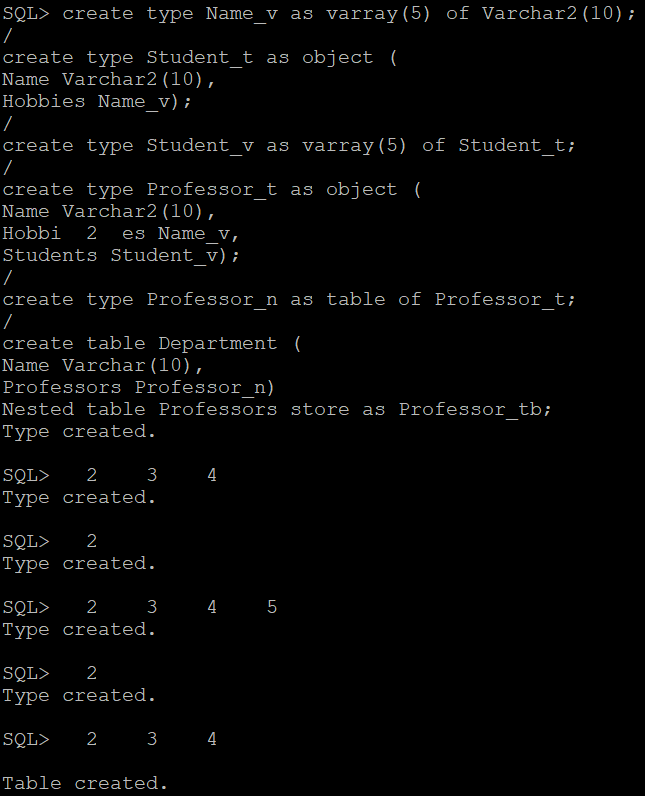 SQL> create type Name_v as varray(5) of Varchar2(10);
/
create type Student_t as object (
Name Varchar2(10),
Hobbies Name_v);
/
create type Student_v as varray(5) of Student_t;
/
create type Professor_t as object (
Name Varchar2(10),
Hobbi  2  es Name_v,
Students Student_v);
/
create type Professor_n as table of Professor_t;
/
create table Department (
Name Varchar(10),
Professors Professor_n)
Nested table Professors store as Professor_tb;
Type created.
SQL>   2    3    4
Type created.
SQL>   2
Type created.
SQL>   2    3    4    5
Type created.
SQL>   2
Type created.
SQL>   2    3    4
Table created.